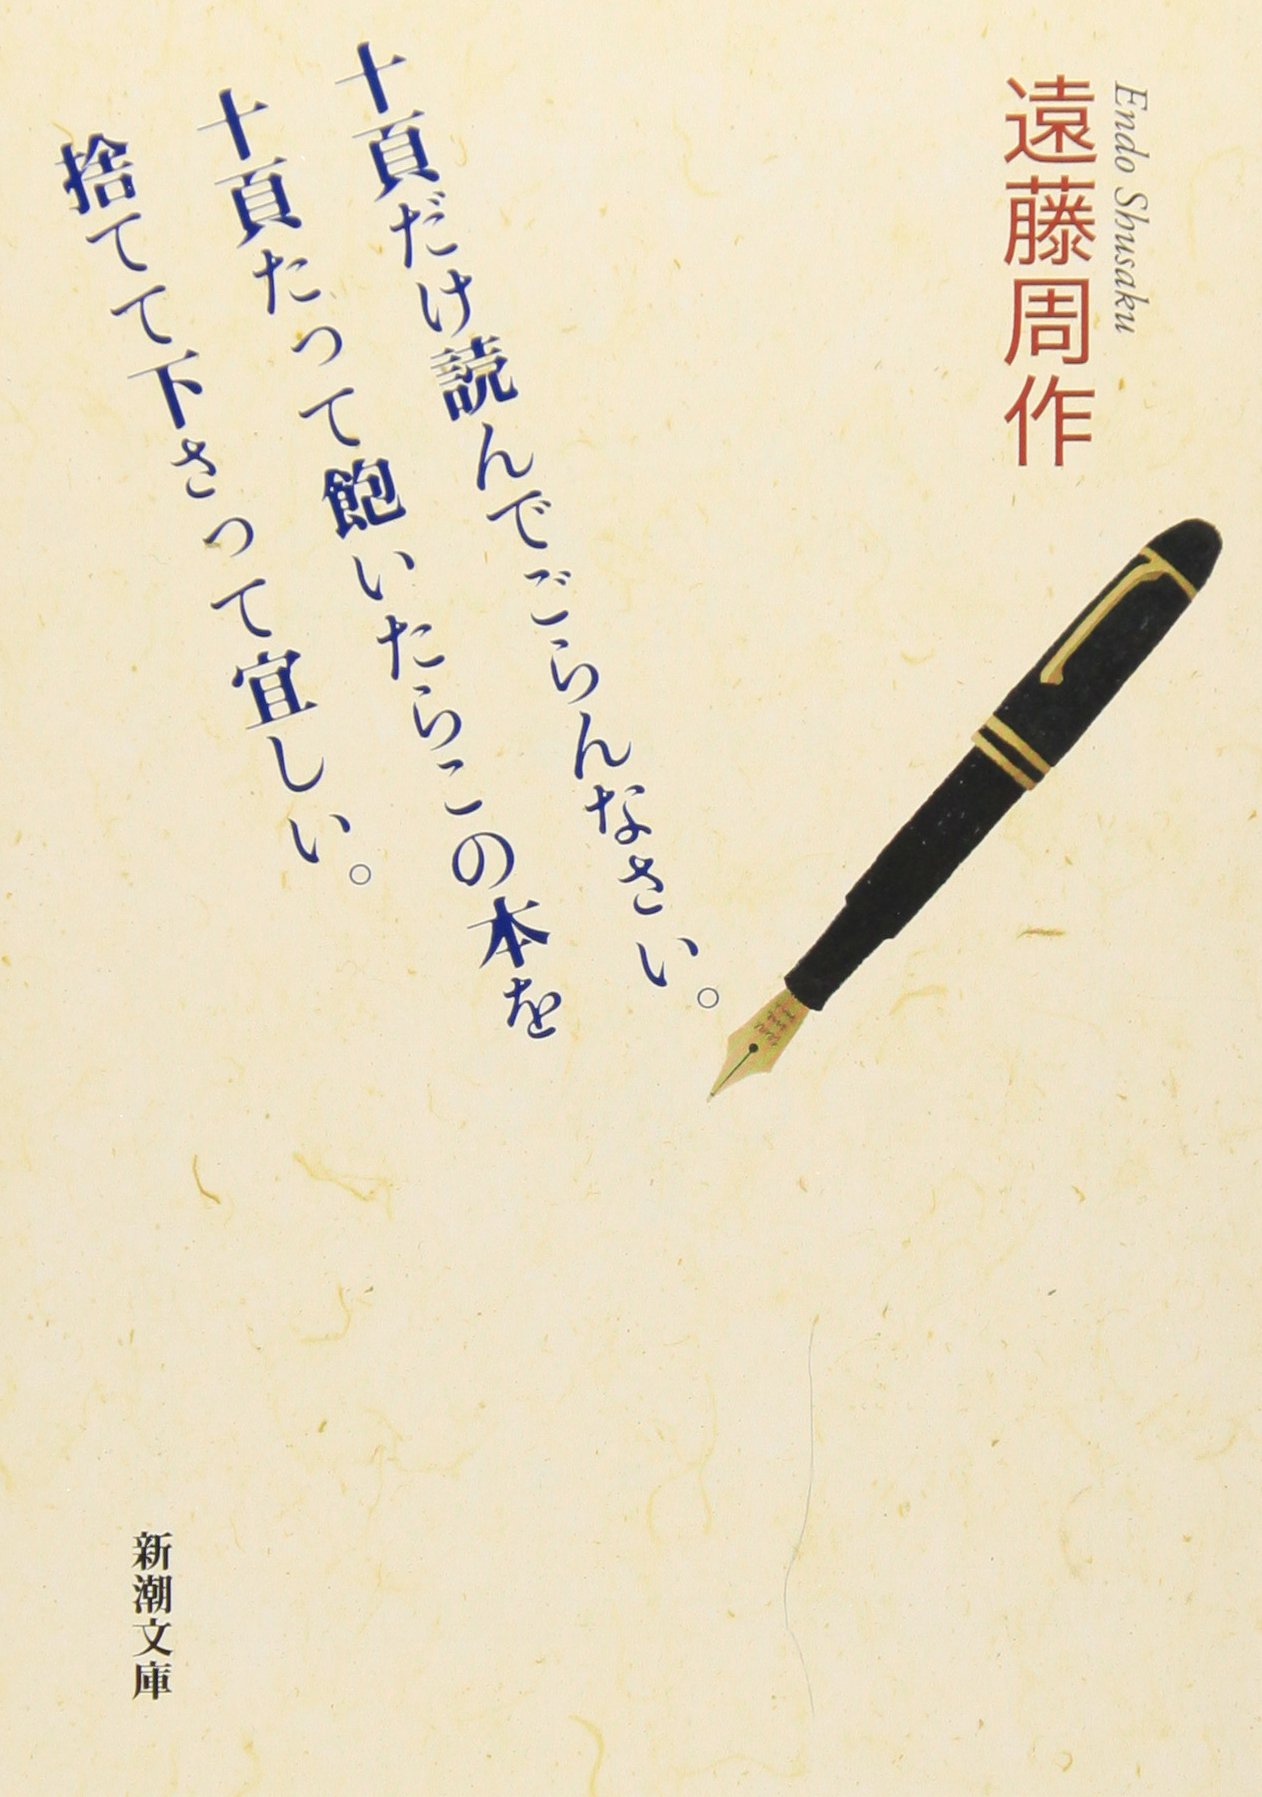 Endo Shusaku
遠藤周作
十頁だけ読んでごらんなさい。
十頁たって飽いたらこの本を
捨てて下さって宜しい。
新潮文庫